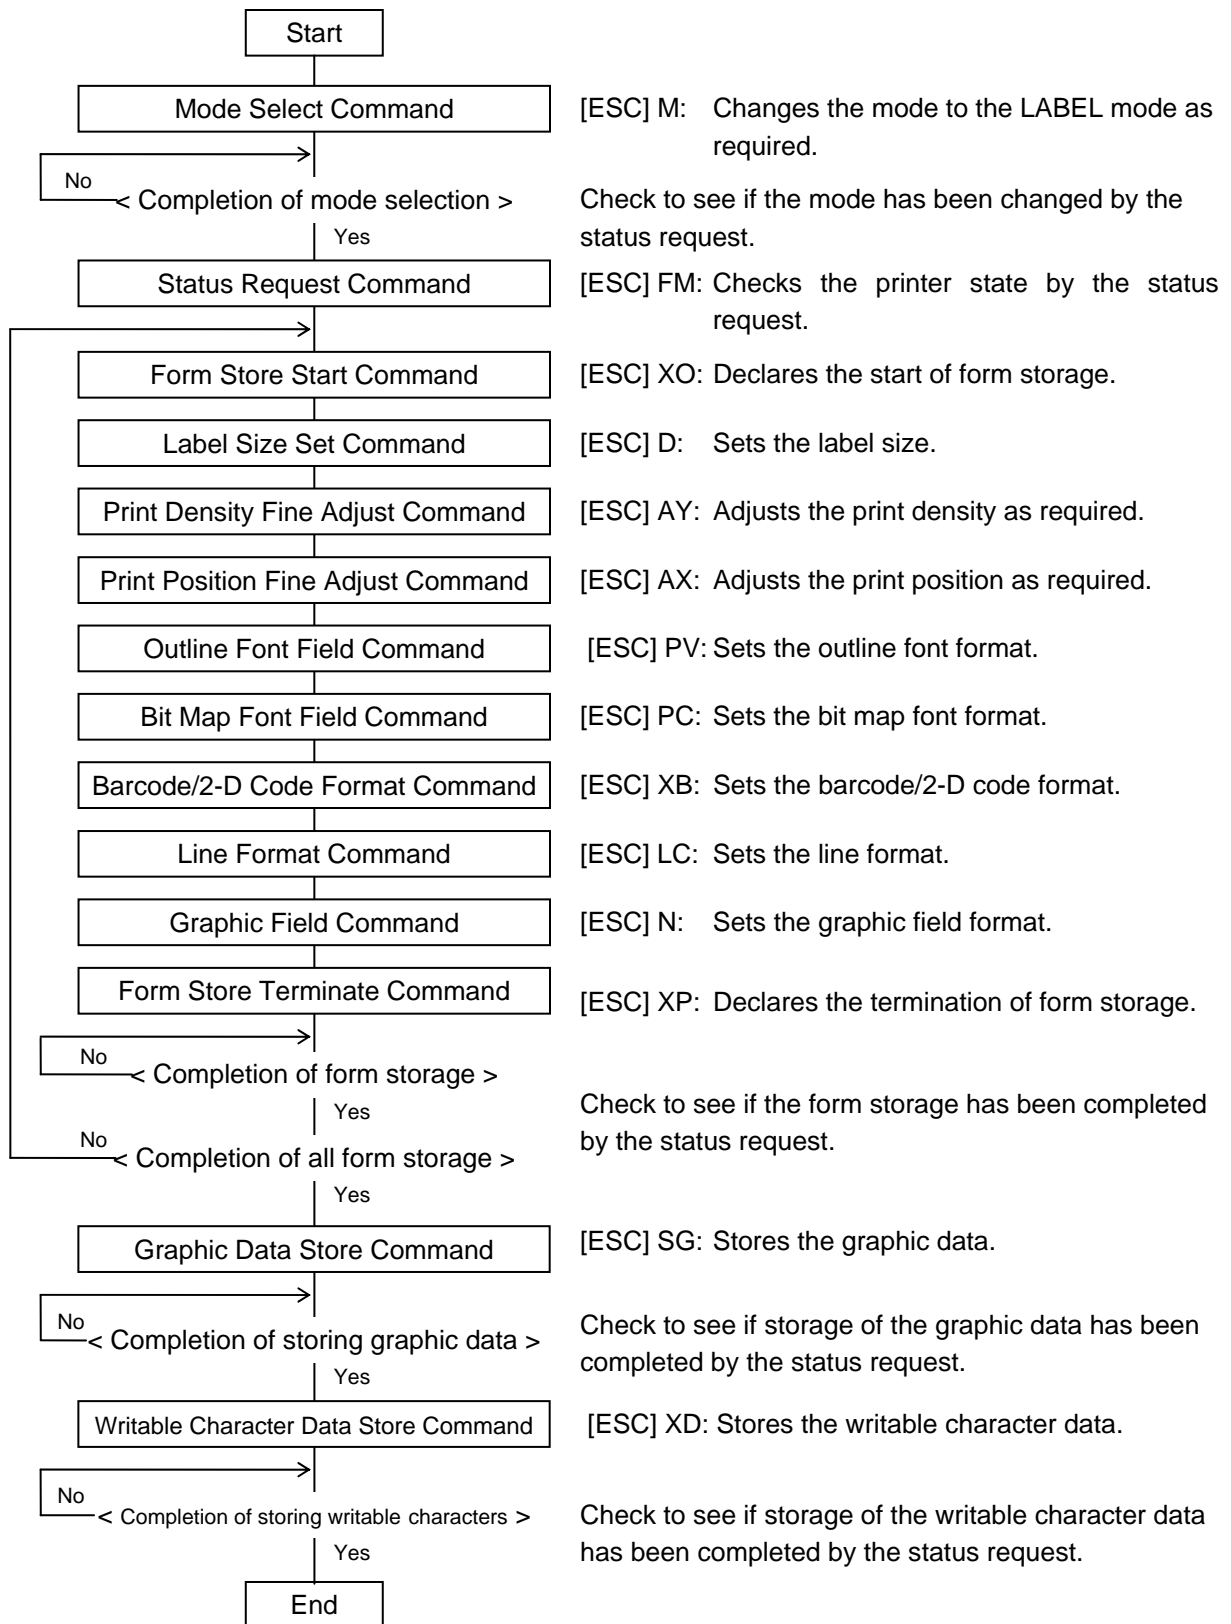 Start
Mode Select Command
[ESC] M: Changes the mode to the LABEL mode as
required.
No
< Completion of mode selection >
Check to see if the mode has been changed by the
status request.
Yes
Status Request Command
[ESC] FM: Checks the printer state by the status
request.
Form Store Start Command
[ESC] XO: Declares the start of form storage.
Label Size Set Command
[ESC] D: Sets the label size.
Print Density Fine Adjust Command
[ESC] AY: Adjusts the print density as required.
Print Position Fine Adjust Command
[ESC] AX: Adjusts the print position as required.
Outline Font Field Command
[ESC] PV: Sets the outline font format.
Bit Map Font Field Command
[ESC] PC: Sets the bit map font format.
Barcode/2-D Code Format Command
[ESC] XB: Sets the barcode/2-D code format.
Line Format Command
[ESC] LC: Sets the line format.
Graphic Field Command
[ESC] N: Sets the graphic field format.
Form Store Terminate Command
[ESC] XP: Declares the termination of form storage.
No
< Completion of form storage >
Yes
Check to see if the form storage has been completed
by the status request.
No
< Completion of all form storage >
Yes
Graphic Data Store Command
[ESC] SG: Stores the graphic data.
No
< Completion of storing graphic data >
Check to see if storage of the graphic data has been
completed by the status request.
Yes
Writable Character Data Store Command
[ESC] XD: Stores the writable character data.
No
< Completion of storing writable characters >
Check to see if storage of the writable character data
has been completed by the status request.
Yes
End